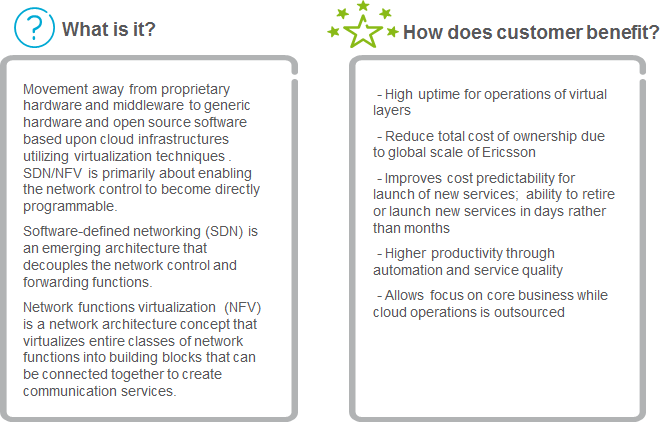 What is it?
Movement away from proprietary
hardware and middleware to generic
hardware and open source software
based upon cloud infrastructures
utilizing virtualization techniques .
SDN/NFV is primarily about enabling
the network control to become directly
programmable.
Software-defined networking (SDN) is
an emerging architecture that
decouples the network control and
forwarding functions.
Network functions virtualization (NFV)
is a network architecture concept that
virtualizes entire classes of network
functions into building blocks that can
be connected together to create
communication services.
How does customer benefit?
- High uptime for operations of virtual
layers
- Reduce total cost of ownership due
to global scale of Ericsson
- Improves cost predictability for
launch of new services; ability to retire
or launch new services in days rather
than months
- Higher productivity through
automation and service quality
- Allows focus on core business while
cloud operations is outsourced